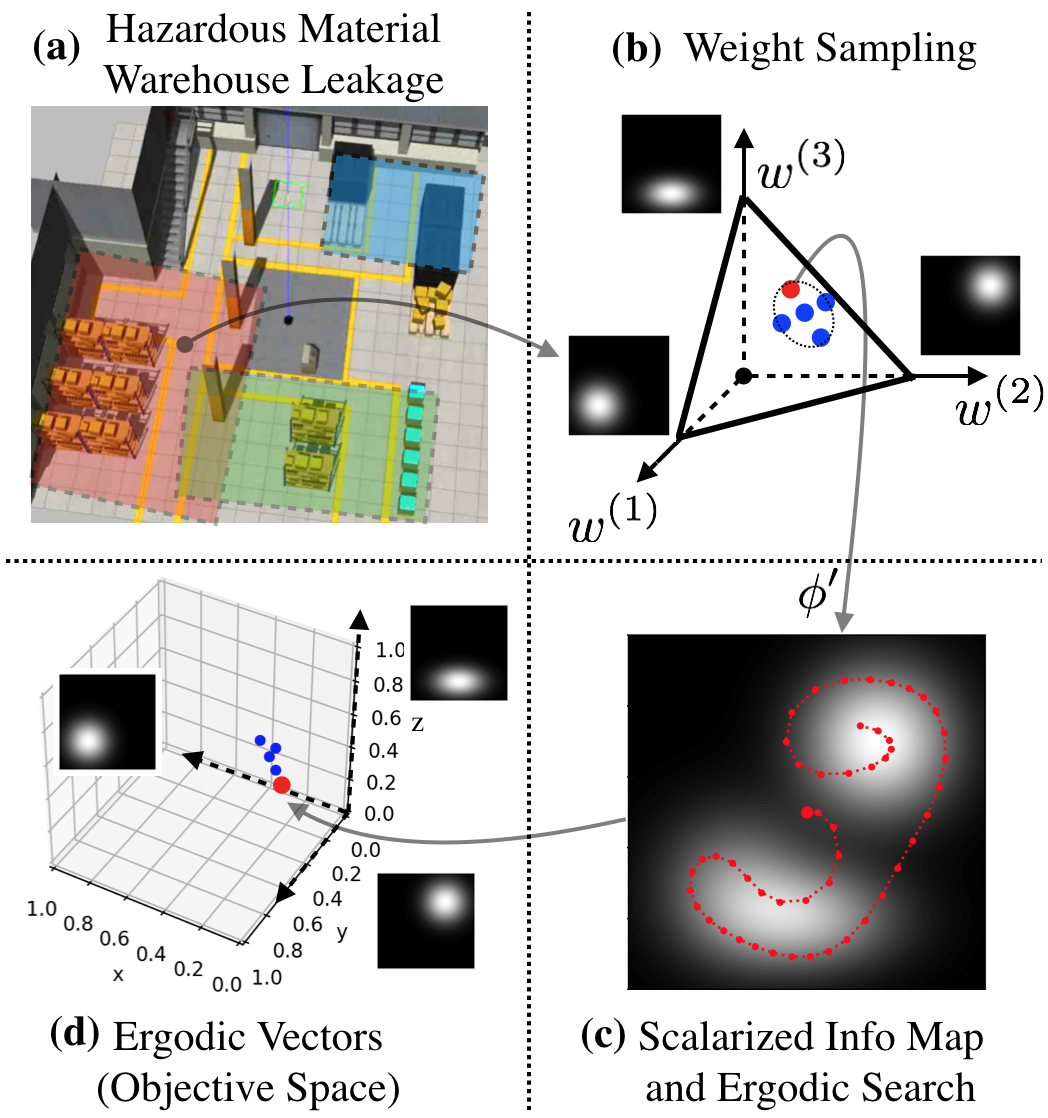 (a) Hazardous Material
Warehouse Leakage
(b) Weight Sampling
w^{(3)}
w^{(2)}
w^{(1)}
ϕ′
1.0
0.8
0.6
z
0.4
0.2
0.0
0.0
0.2
0.4
0.6
y
0.8
1.0
1.0
0.8
0.6
x
0.4
0.2
0.0
(d) Ergodic Vectors
(Objective Space)
(c) Scalarized Info Map
and Ergodic Search